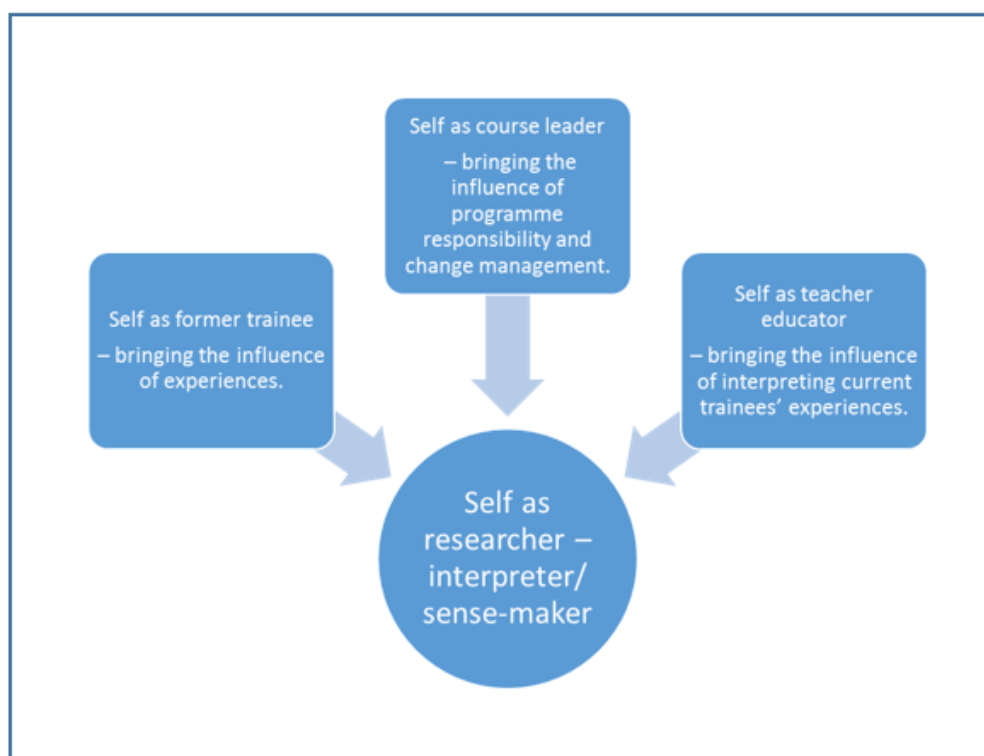 Self as course leader
– bringing the
influence of
programme
responsibility and
change management.
Self as former trainee
– bringing the influence
of experiences.
Self as teacher
educator
– bringing the influence
of interpreting current
trainees’ experiences.
Self as
researcher –
interpreter/
sense-maker